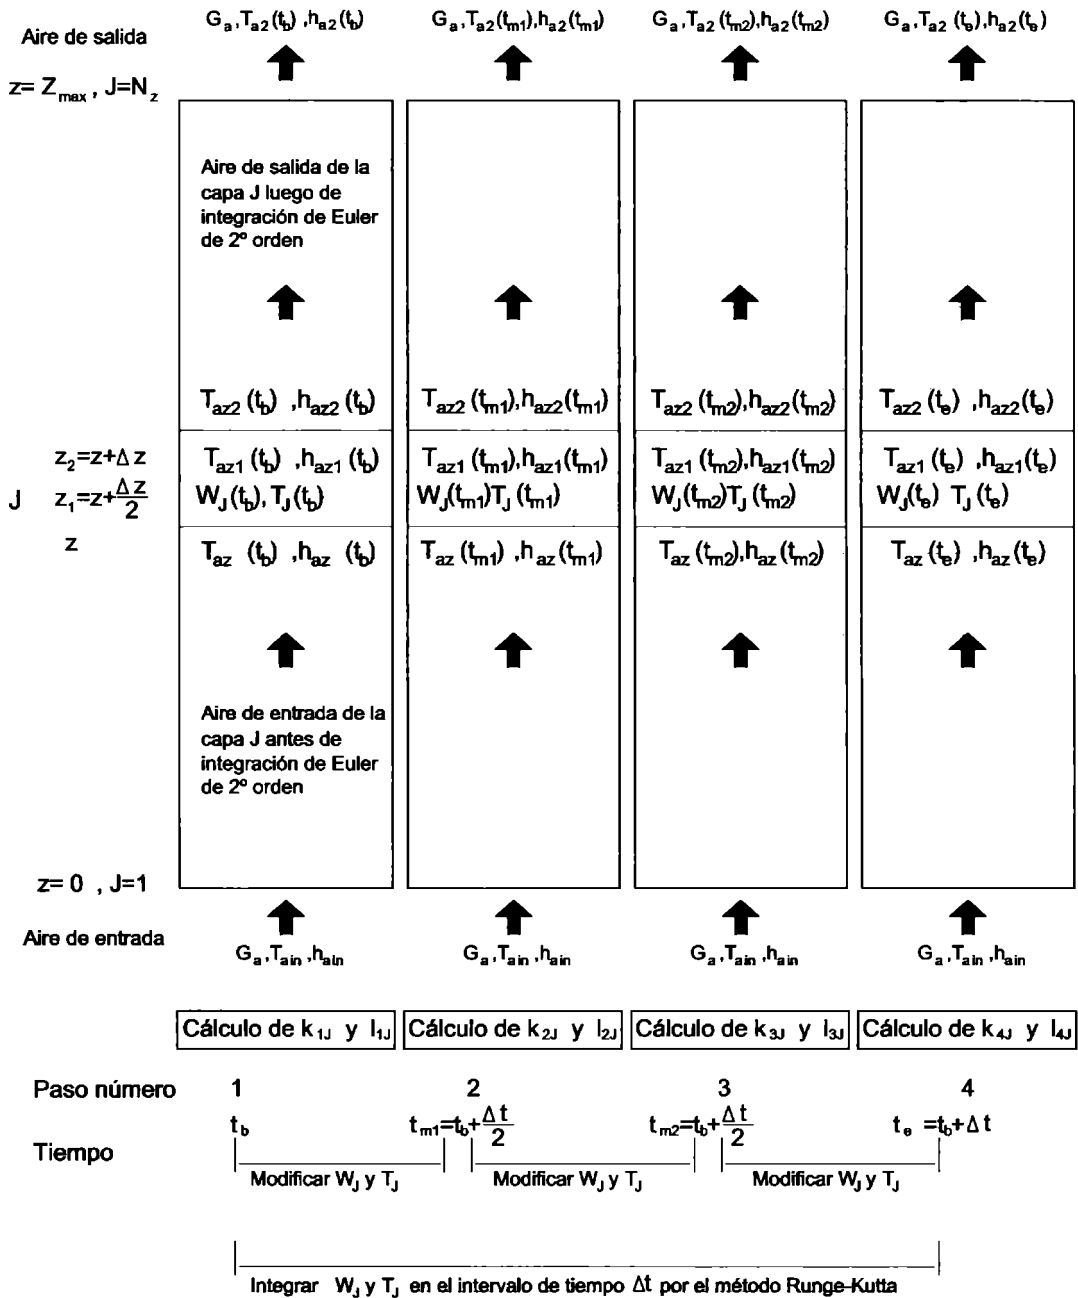 Aire de salida
G_a,T_a2(t_b) ,h_a2(t_b)
G_a,T_a2(t_m1),h_a2(t_m1)
G_a,T_a2(t_m2),h_a2(t_m2)
G_a,T_a2 (t_e),h_a2(t_e)
z= Z_max , J=N_z
Aire de salida de la
capa J luego de
integración de Euler
de 2º orden
T_az2 (t_b) ,h_az2 (t_b)
T_az2 (t_m1),h_az2(t_m1)
T_az2 (t_m2),h_az2(t_m2)
T_az2(t_e) ,h_az2(t_e)
z_2=z+Δz
T_az1 (t_b) ,h_az1 (t_b)
T_az1 (t_m1),h_az1(t_m1)
T_az1 (t_m2),h_az1(t_m2)
T_az1 (t_e) ,h_az1(t_e)
J z_1=z+Δz/2
W_J(t_b),T_J(t_b)
W_J(t_m1)T_J(t_m1)
W_J(t_m2)T_J(t_m2)
W_J(t_e) T_J(t_e)
z
T_az (t_b) ,h_az (t_b)
T_az(t_m1) ,h_az(t_m1)
T_az(t_m2),h_az(t_m2)
T_az(t_e) ,h_az(t_e)
Aire de entrada de la
capa J antes de
integración de Euler
de 2º orden
z= 0 , J=1
Aire de entrada
G_a,T_ain,h_ain
G_a,T_ain,h_ain
G_a,T_ain,h_ain
G_a,T_ain,h_ain
Cálculo de k_1J y l_1J
Cálculo de k_2J y l_2J
Cálculo de k_3J y l_3J
Cálculo de k_4J y l_4J
Paso número 1 2 3 4
Tiempo
t_b
t_m1=t_b+Δt/2
t_m2=t_b+Δt/2
t_e =t_b+Δt
Modificar W_J y T_J
Modificar W_J y T_J
Modificar W_J y T_J
Integrar W_J y T_J en el intervalo de tiempo Δt por el método Runge-Kutta